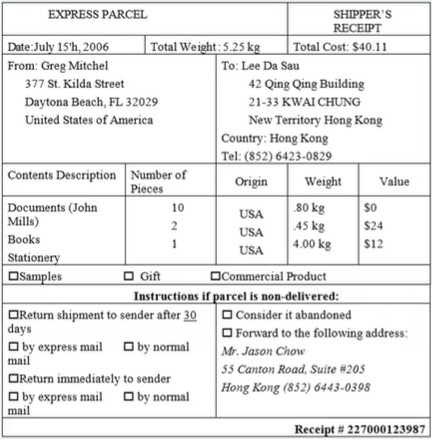 EXPRESS PARCEL
SHIPPER'S
RECEIPT
Date:July 15'h, 2006
Total Weight: 5.25 kg
Total Cost: $40.11
From: Greg Mitchel
377 St. Kilda Street
Daytona Beach, FL 32029
United States of America
To: Lee Da Sau
42 Qing Qing Building
21-33 KWAI CHUNG
New Territory Hong Kong
Country: Hong Kong
Tel: (852) 6423-0829
Contents Description
Number of
Pieces
Origin
Weight
Value
Documents (John
Mills)
Books
Stationery
10
2
1
USA
USA
USA
.80 kg
.45 kg
4.00 kg
$0
$24
$12
☐Samples ☐ Gift ☐Commercial Product
Instructions if parcel is non-delivered:
☐Return shipment to sender after 30
days
☐ by express mail ☐ by normal
mail
☐Return immediately to sender
☐ by express mail ☐ by normal
mail
☐ Consider it abandoned
☐ Forward to the following address:
Mr. Jason Chow
55 Canton Road, Suite #205
Hong Kong (852) 6443-0398
Receipt # 227000123987